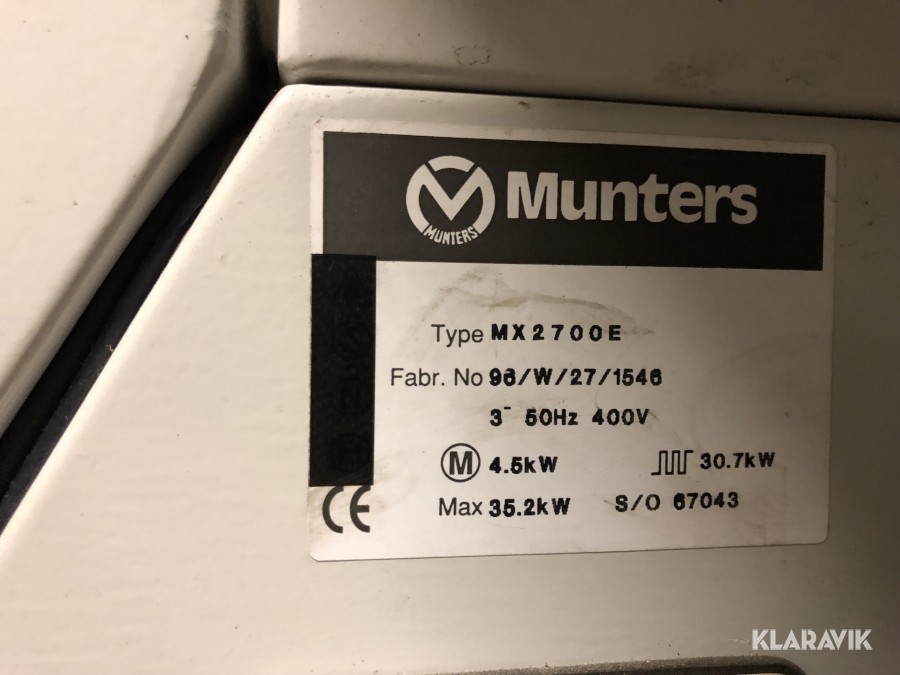 MUNTERS
Munters
Type MX2700E
Fabr. No 96/W/27/1546
3~ 50Hz 400V
M 4.5kW 30.7kW
Max 35.2kW S/O 67043
CE
KLARAVIK